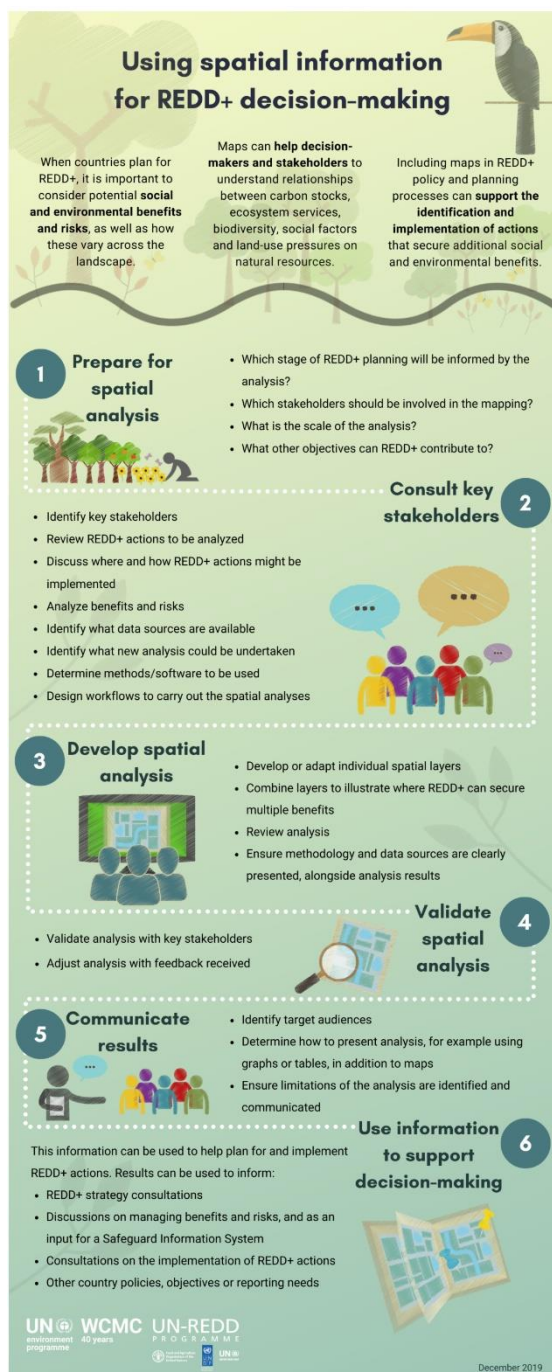 Using spatial information
for REDD+ decision-making
When countries plan for
REDD+, it is important to
consider potential social
and environmental benefits
and risks, as well as how
these vary across the
landscape.
Maps can help decision-
makers and stakeholders to
understand relationships
between carbon stocks,
ecosystem services,
biodiversity, social factors
and land-use pressures on
natural resources.
Including maps in REDD+
policy and planning
processes can support the
identification and
implementation of actions
that secure additional social
and environmental benefits.
1
Prepare for
spatial
analysis
• Which stage of REDD+ planning will be informed by the
analysis?
• Which stakeholders should be involved in the mapping?
• What is the scale of the analysis?
• What other objectives can REDD+ contribute to?
Consult key
stakeholders
2
• Identify key stakeholders
• Review REDD+ actions to be analyzed
• Discuss where and how REDD+ actions might be
implemented
• Analyze benefits and risks
• Identify what data sources are available
• Identify what new analysis could be undertaken
• Determine methods/software to be used
• Design workflows to carry out the spatial analyses
3
Develop spatial
analysis
• Develop or adapt individual spatial layers
• Combine layers to illustrate where REDD+ can secure
multiple benefits
• Review analysis
• Ensure methodology and data sources are clearly
presented, alongside analysis results
Validate
spatial
analysis
4
• Validate analysis with key stakeholders
• Adjust analysis with feedback received
5
Communicate
results
• Identify target audiences
• Determine how to present analysis, for example using
graphs or tables, in addition to maps
• Ensure limitations of the analysis are identified and
communicated
Use information
to support
decision-making
6
This information can be used to help plan for and implement
REDD+ actions. Results can be used to inform:
• REDD+ strategy consultations
• Discussions on managing benefits and risks, and as an
input for a Safeguard Information System
• Consultations on the implementation of REDD+ actions
• Other country policies, objectives or reporting needs
UN
environment
programme
WCMC
40 years
UN-REDD
PROGRAMME
December 2019